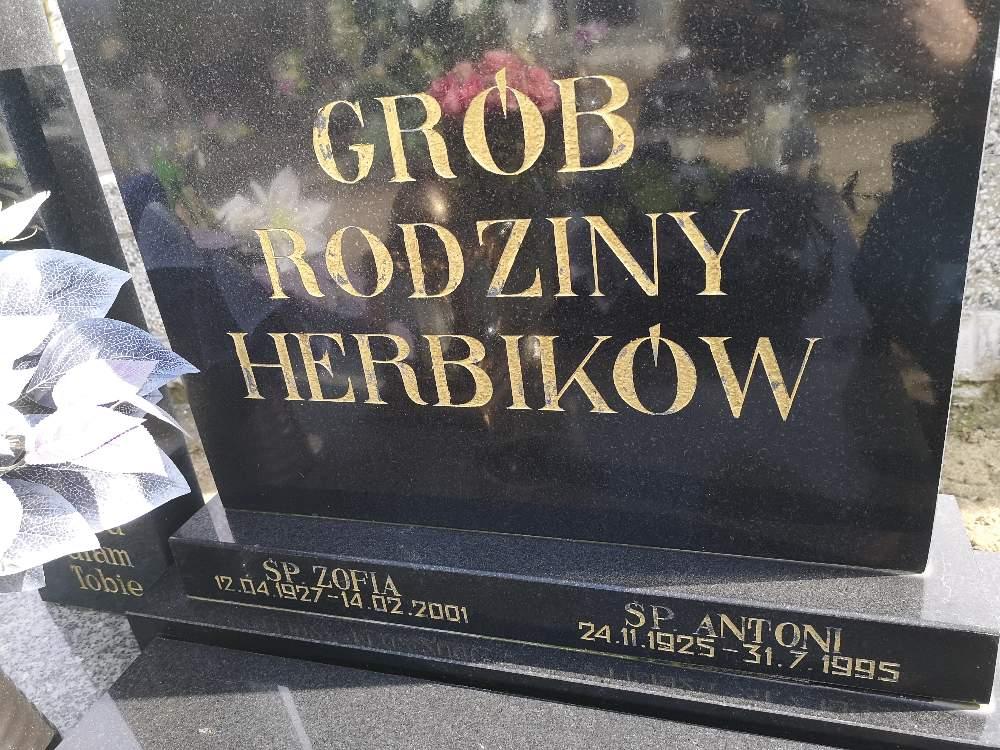 GRÓB
RODZINY
HERBIKÓW
ŚP. ZOFIA
12.04.1927-14.02.2001
ŚP. ANTONI
24.11.1925-31.7.1995
Tobie